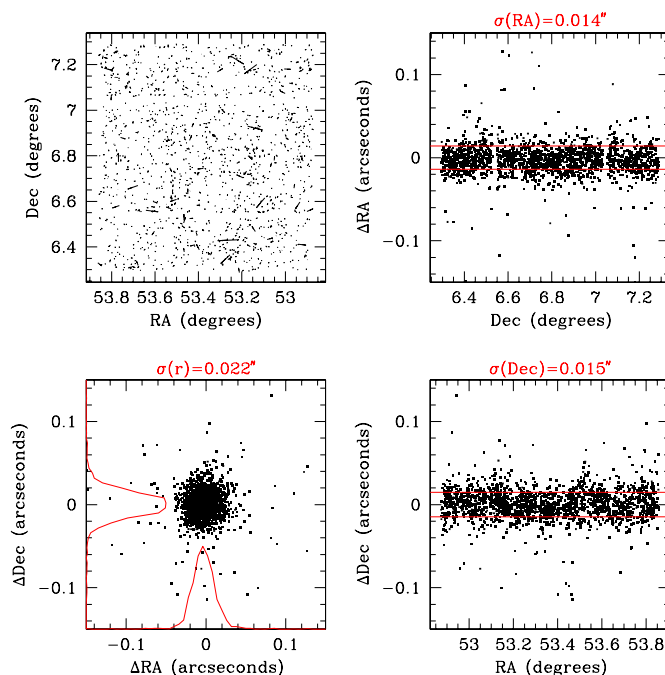 7.2
7
6.8
6.6
6.4
Dec (degrees)
53.8 53.6 53.4 53.2 53
RA (degrees)
σ(RA)=0.014"
0.1
0
−0.1
ΔRA (arcseconds)
6.4 6.6 6.8 7 7.2
Dec (degrees)
σ(r)=0.022"
0.1
0
−0.1
ΔDec (arcseconds)
−0.1 0 0.1
ΔRA (arcseconds)
σ(Dec)=0.015"
0.1
0
−0.1
ΔDec (arcseconds)
53 53.2 53.4 53.6 53.8
RA (degrees)